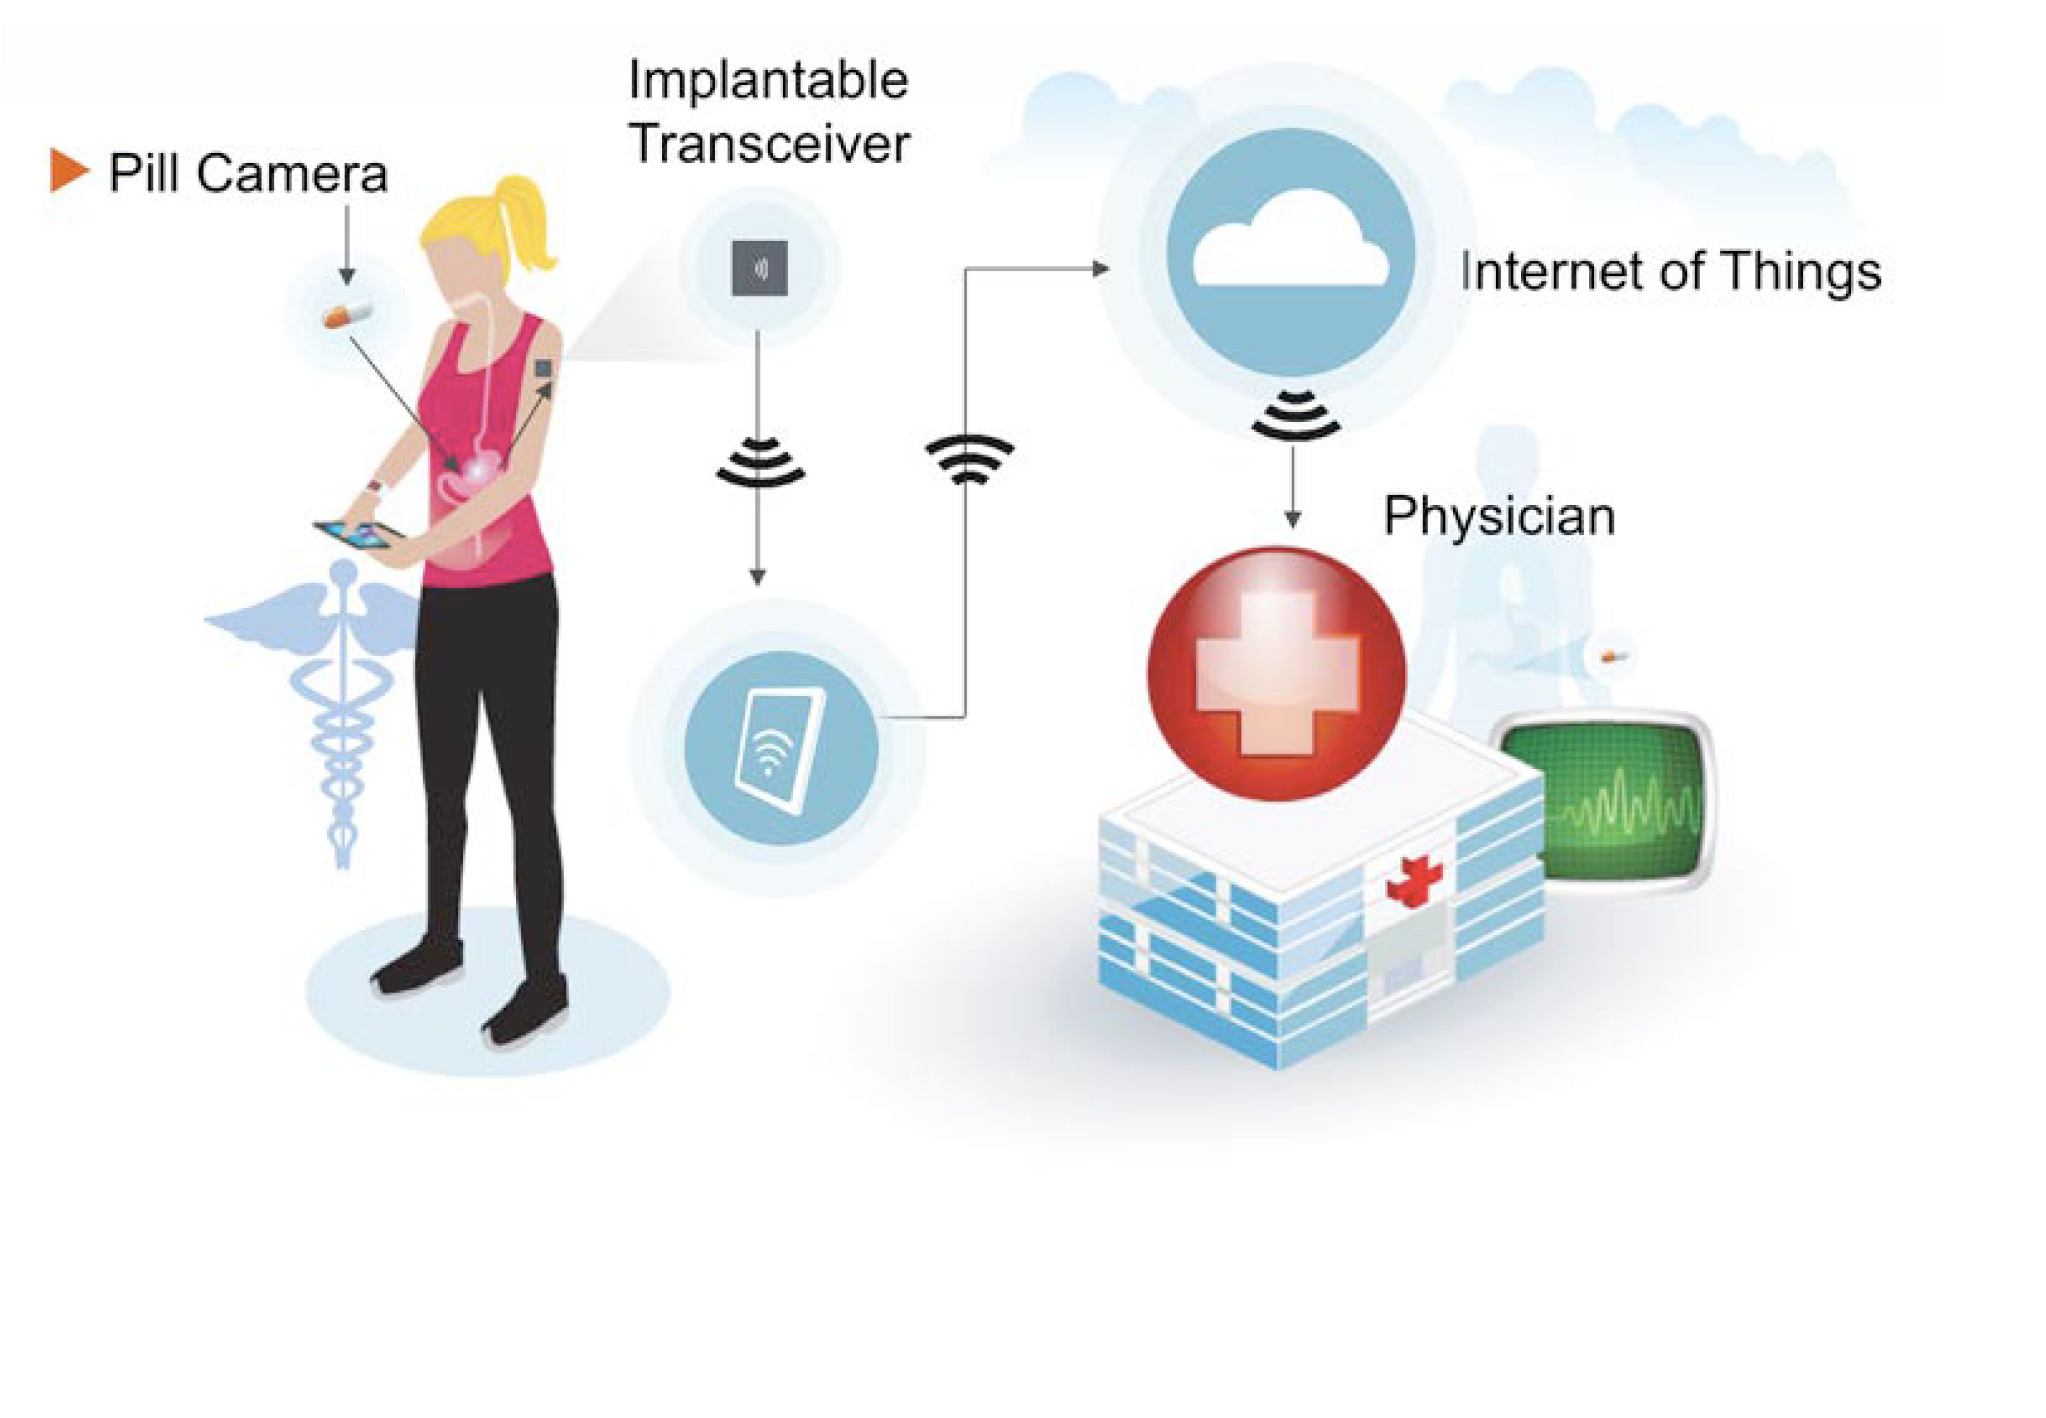 Pill Camera
Implantable
Transceiver
Internet of Things
Physician